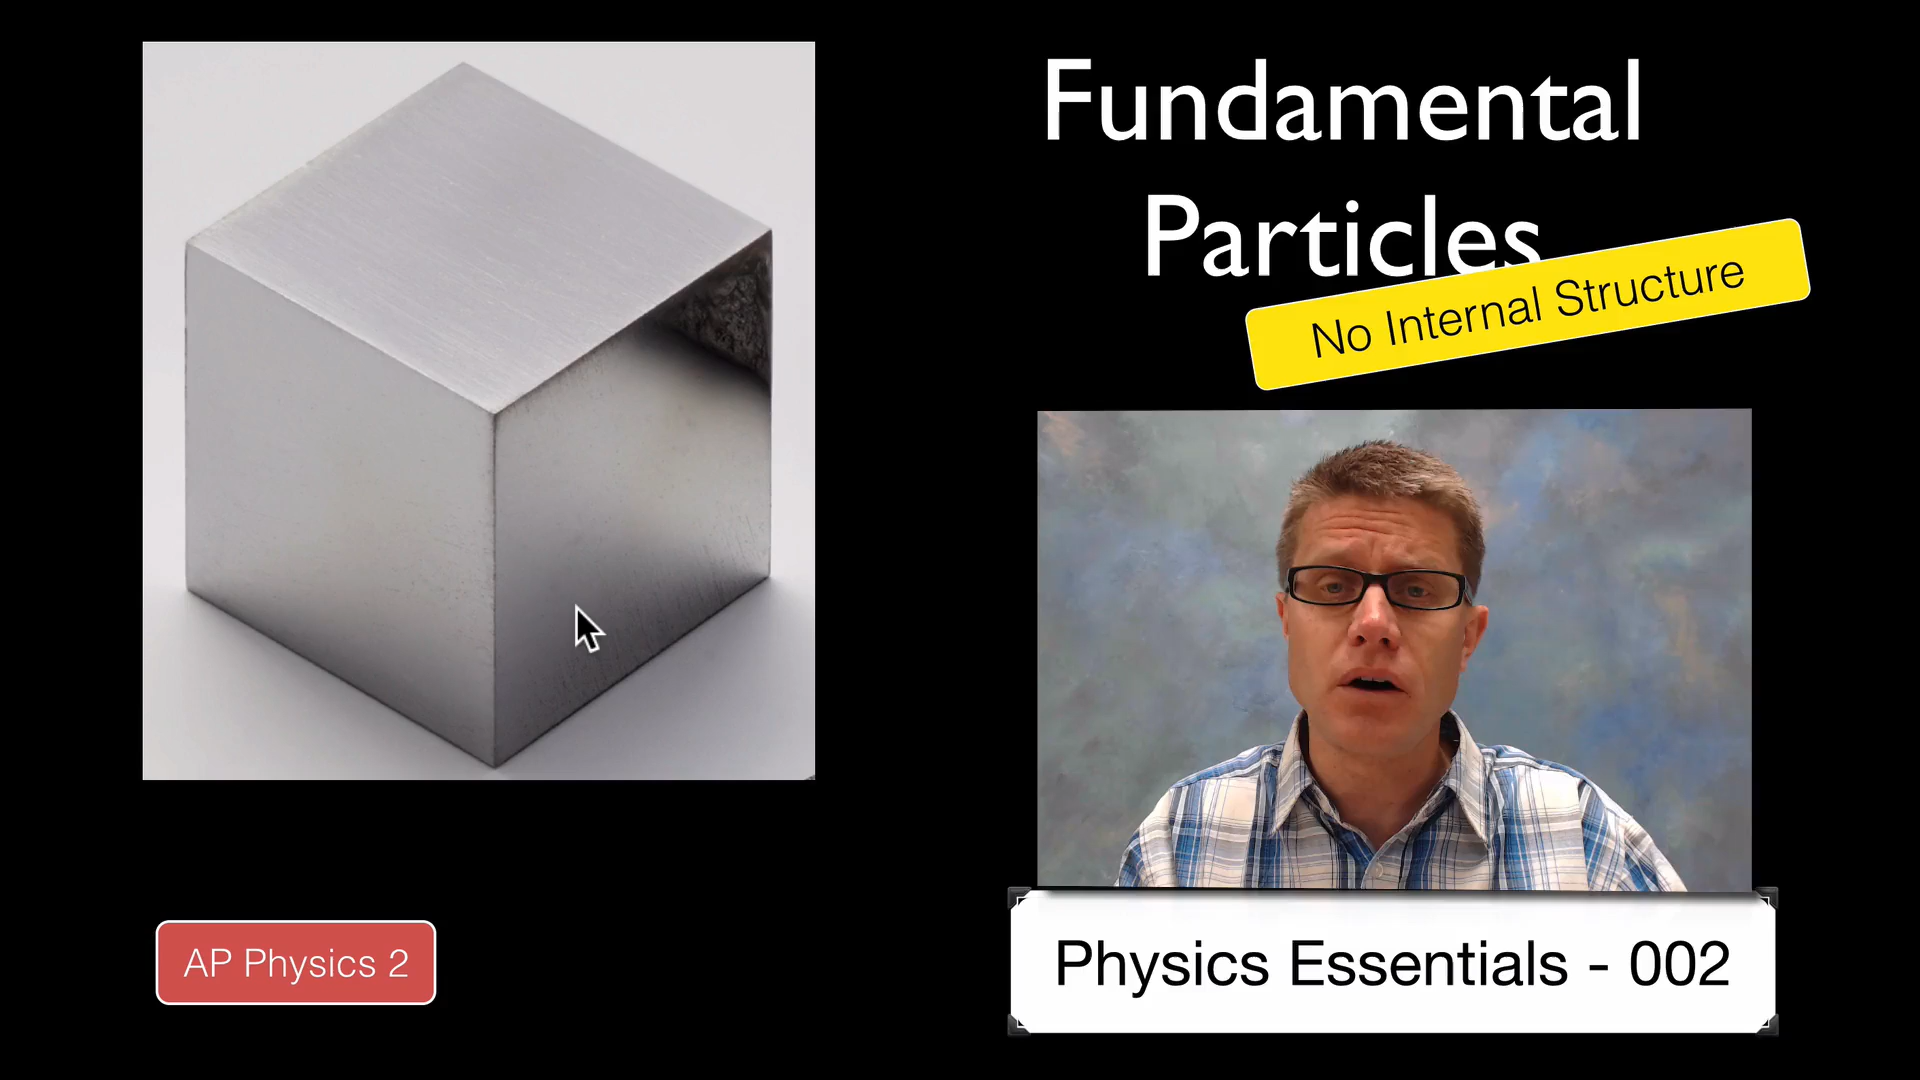 Fundamental
Particles
No Internal Structure
AP Physics 2
Physics Essentials - 002